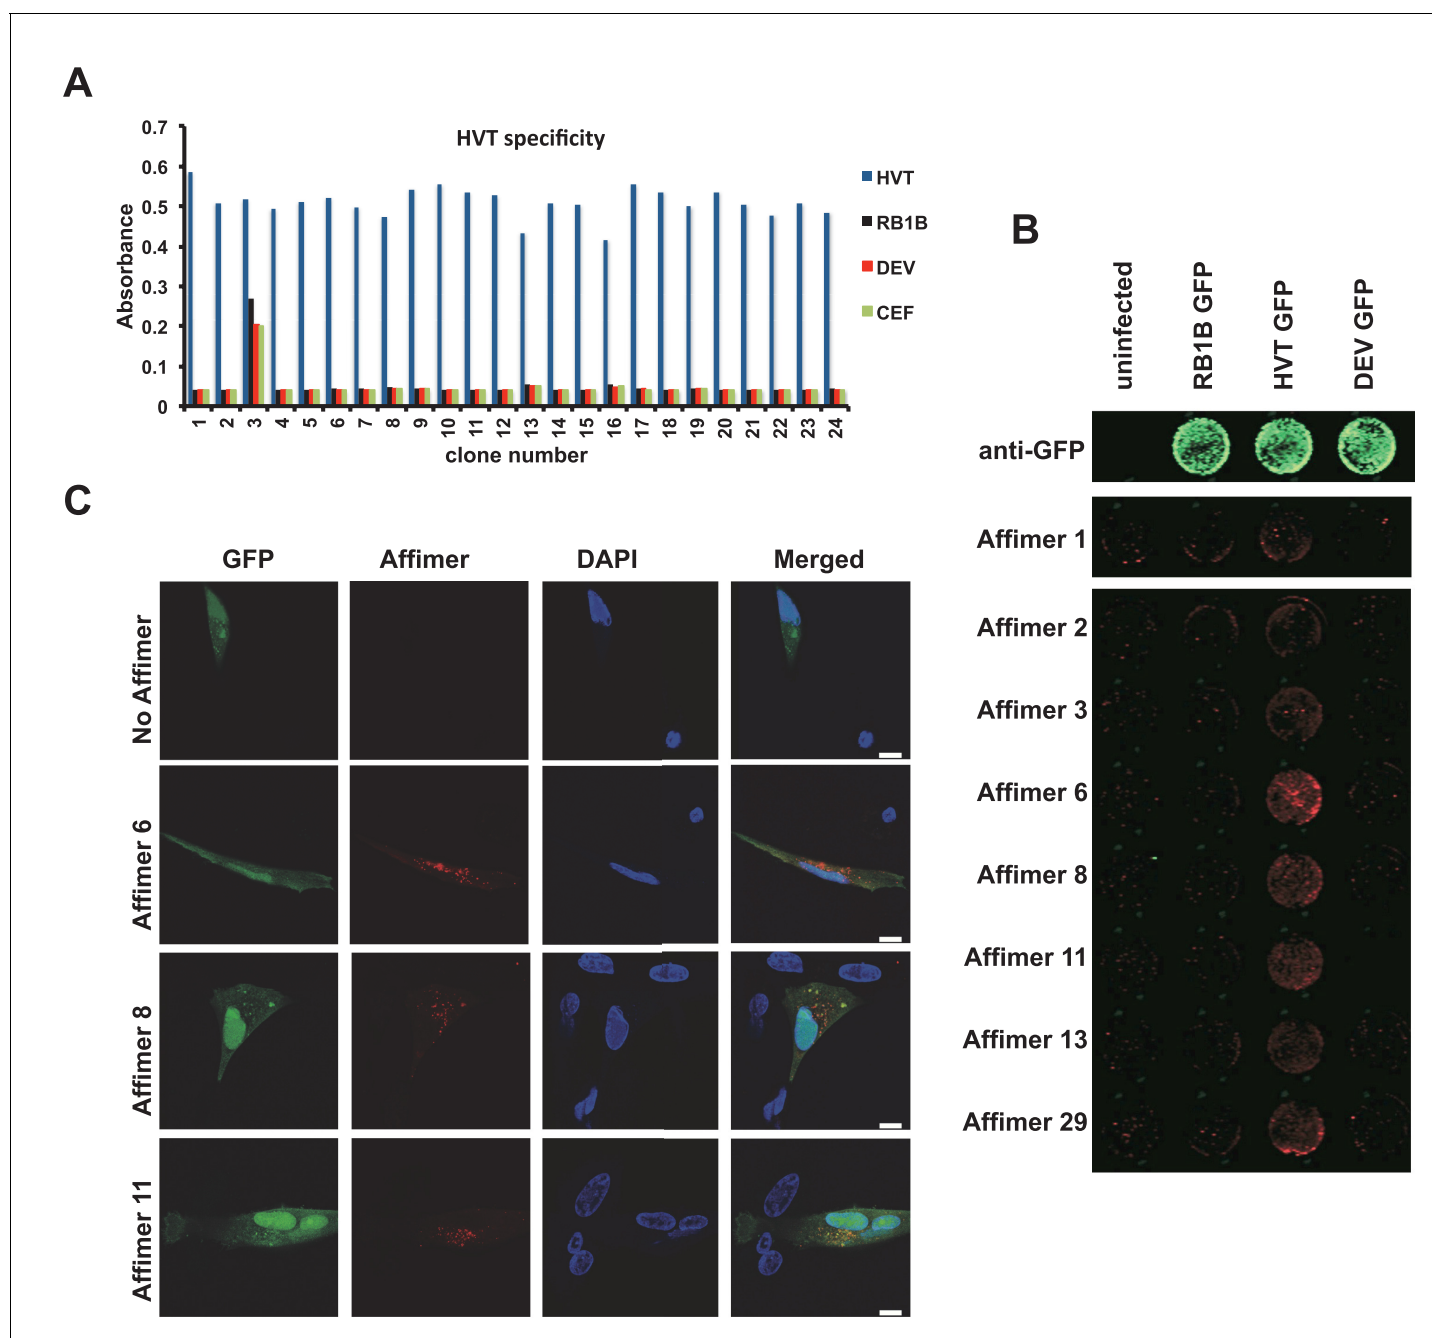 A
HVT specificity
0.7
0.6
0.5
0.4
0.3
0.2
0.1
0
Absorbance
1 2 3 4 5 6 7 8 9 10 11 12 13 14 15 16 17 18 19 20 21 22 23 24
clone number
HVT
RB1B
DEV
CEF
B
uninfected
RB1B GFP
HVT GFP
DEV GFP
anti-GFP
Affimer 1
Affimer 2
Affimer 3
Affimer 6
Affimer 8
Affimer 11
Affimer 13
Affimer 29
C
GFP Affimer DAPI Merged
No Affimer
Affimer 6
Affimer 8
Affimer 11